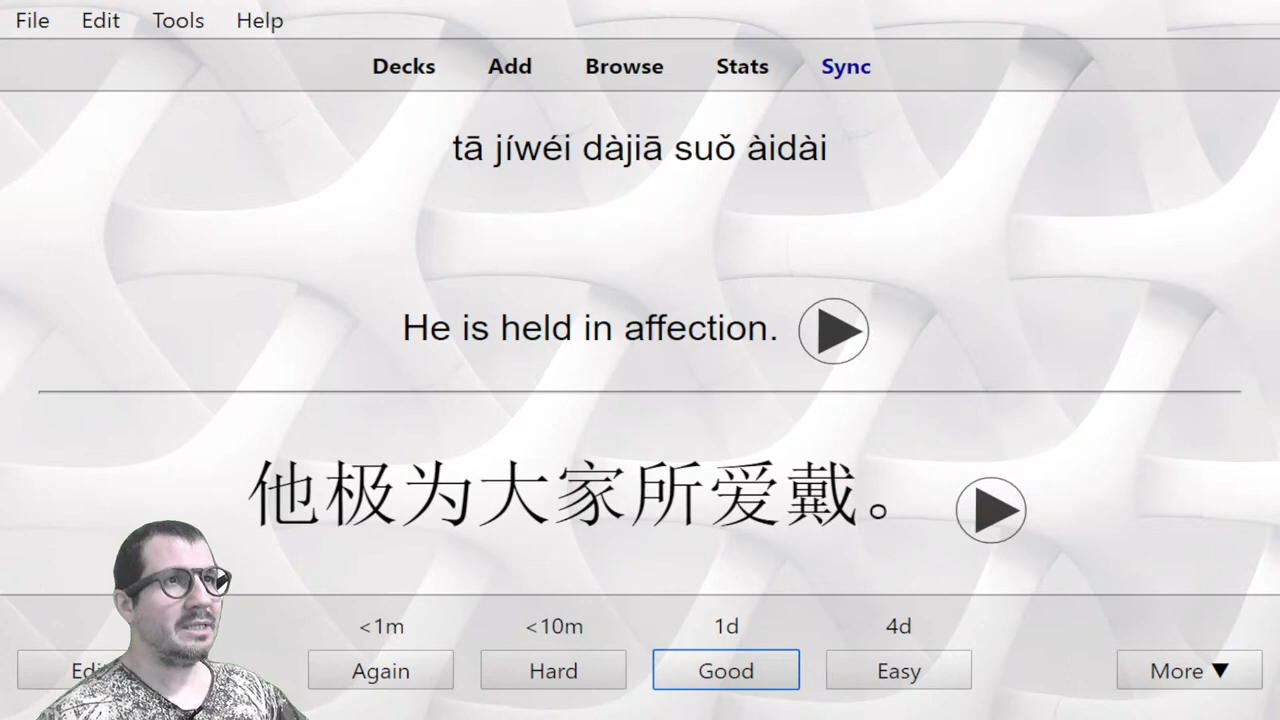 File Edit Tools Help
Decks Add Browse Stats Sync
tā jíwéi dàjiā suǒ àidài
He is held in affection.
他极为大家所爱戴。
<1m <10m 1d 4d
Again Hard Good Easy More ▼